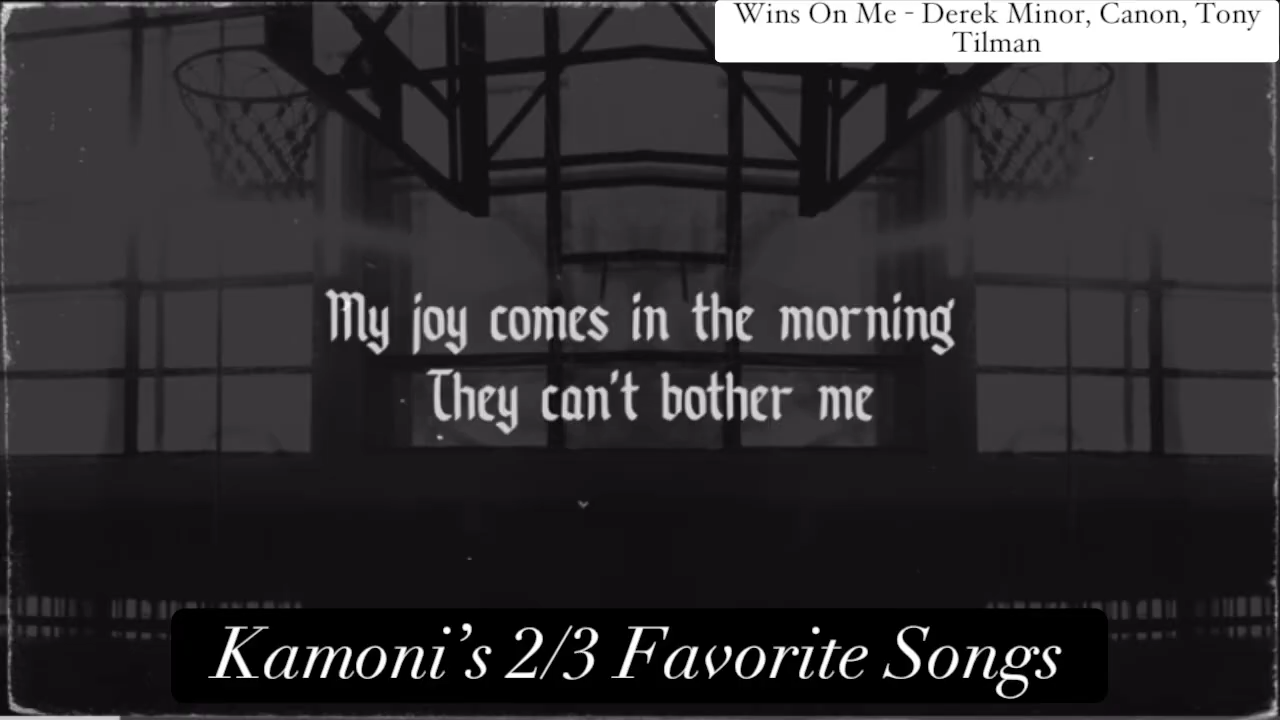 Wins On Me - Derek Minor, Canon, Tony
Tilman
My joy comes in the morning
They can't bother me
Kamoni's 2/3 Favorite Songs